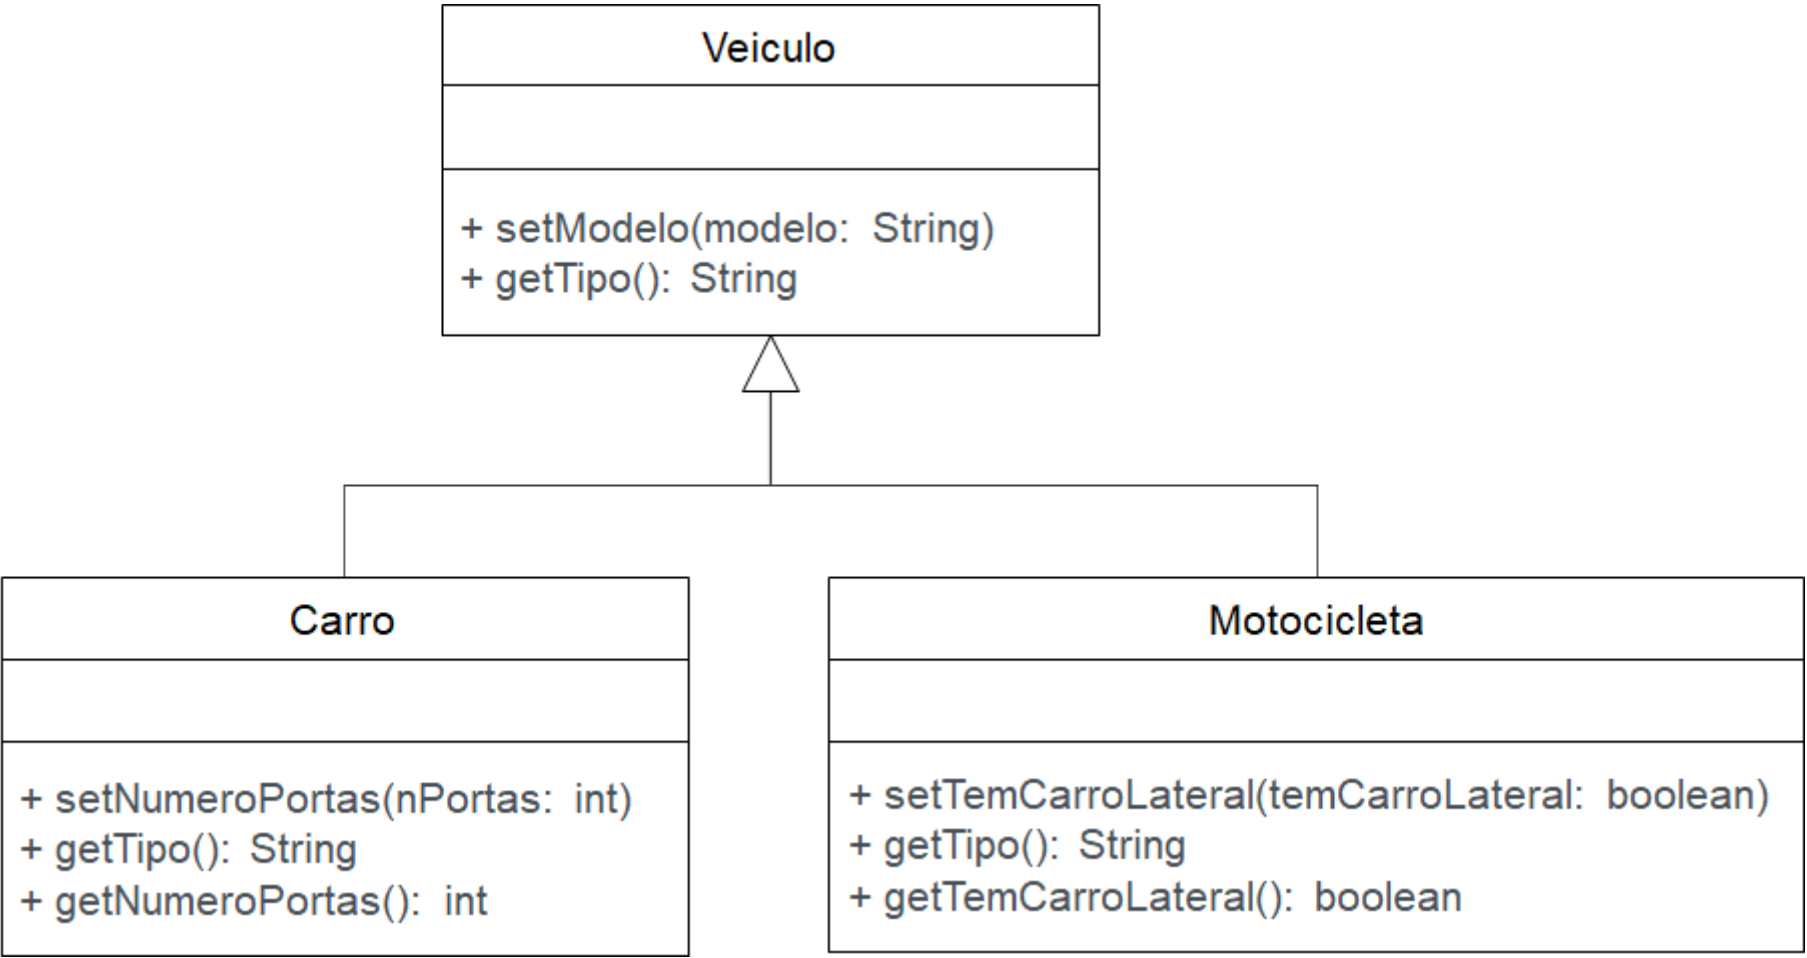 Veiculo
+ setModelo(modelo: String)
+ getTipo(): String
Carro
+ setNumeroPortas(nPortas: int)
+ getTipo(): String
+ getNumeroPortas(): int
Motocicleta
+ setTemCarroLateral(temCarroLateral: boolean)
+ getTipo(): String
+ getTemCarroLateral(): boolean